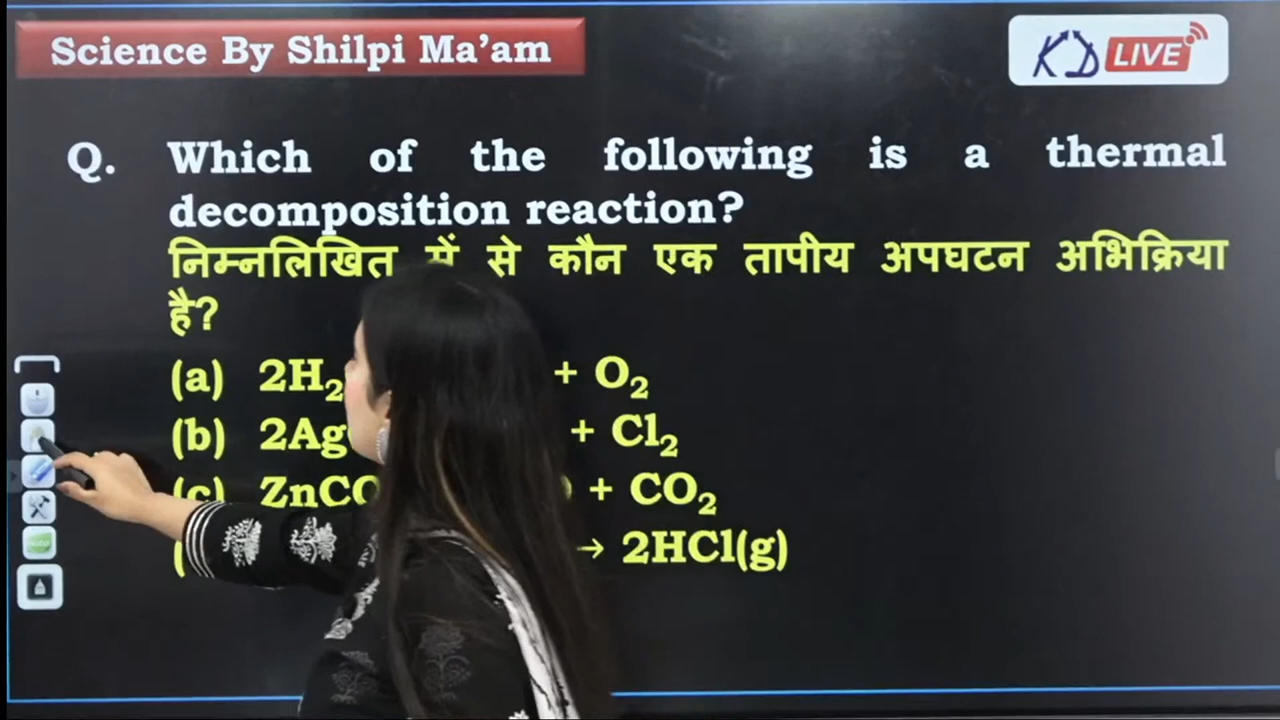 Science By Shilpi Ma’am
KD LIVE
Q. Which of the following is a thermal
decomposition reaction?
निम्नलिखित में से कौन एक तापीय अपघटन अभिक्रिया
है?
(a) 2H₂ + O₂
(b) 2Ag + Cl₂
(c) ZnCO + CO₂
→ 2HCl(g)